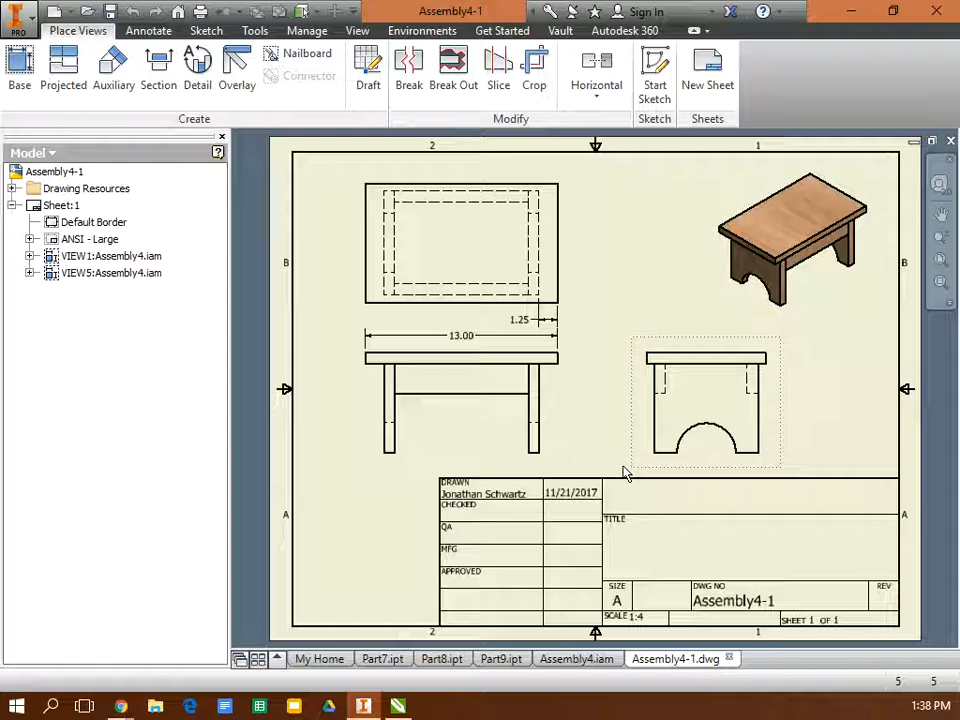 Assembly4-1
Sign In
PRO
Place Views
Annotate
Sketch
Tools
Manage
View
Environments
Get Started
Vault
Autodesk 360
Base
Projected
Auxiliary
Section
Detail
Overlay
Nailboard
Connector
Draft
Break
Break Out
Slice
Crop
Horizontal
Start Sketch
New Sheet
Create
Modify
Sketch
Sheets
Model
Assembly4-1
Drawing Resources
Sheet:1
Default Border
ANSI - Large
VIEW1:Assembly4.iam
VIEW5:Assembly4.iam
2
1
B
B
1.25
13.00
A
A
DRAWN
Jonathan Schwartz
11/21/2017
CHECKED
QA
MFG
APPROVED
TITLE
SIZE
A
DWG NO
Assembly4-1
REV
SCALE 1:4
SHEET 1 OF 1
2
1
My Home
Part7.ipt
Part8.ipt
Part9.ipt
Assembly4.iam
Assembly4-1.dwg
5
5
1:38 PM